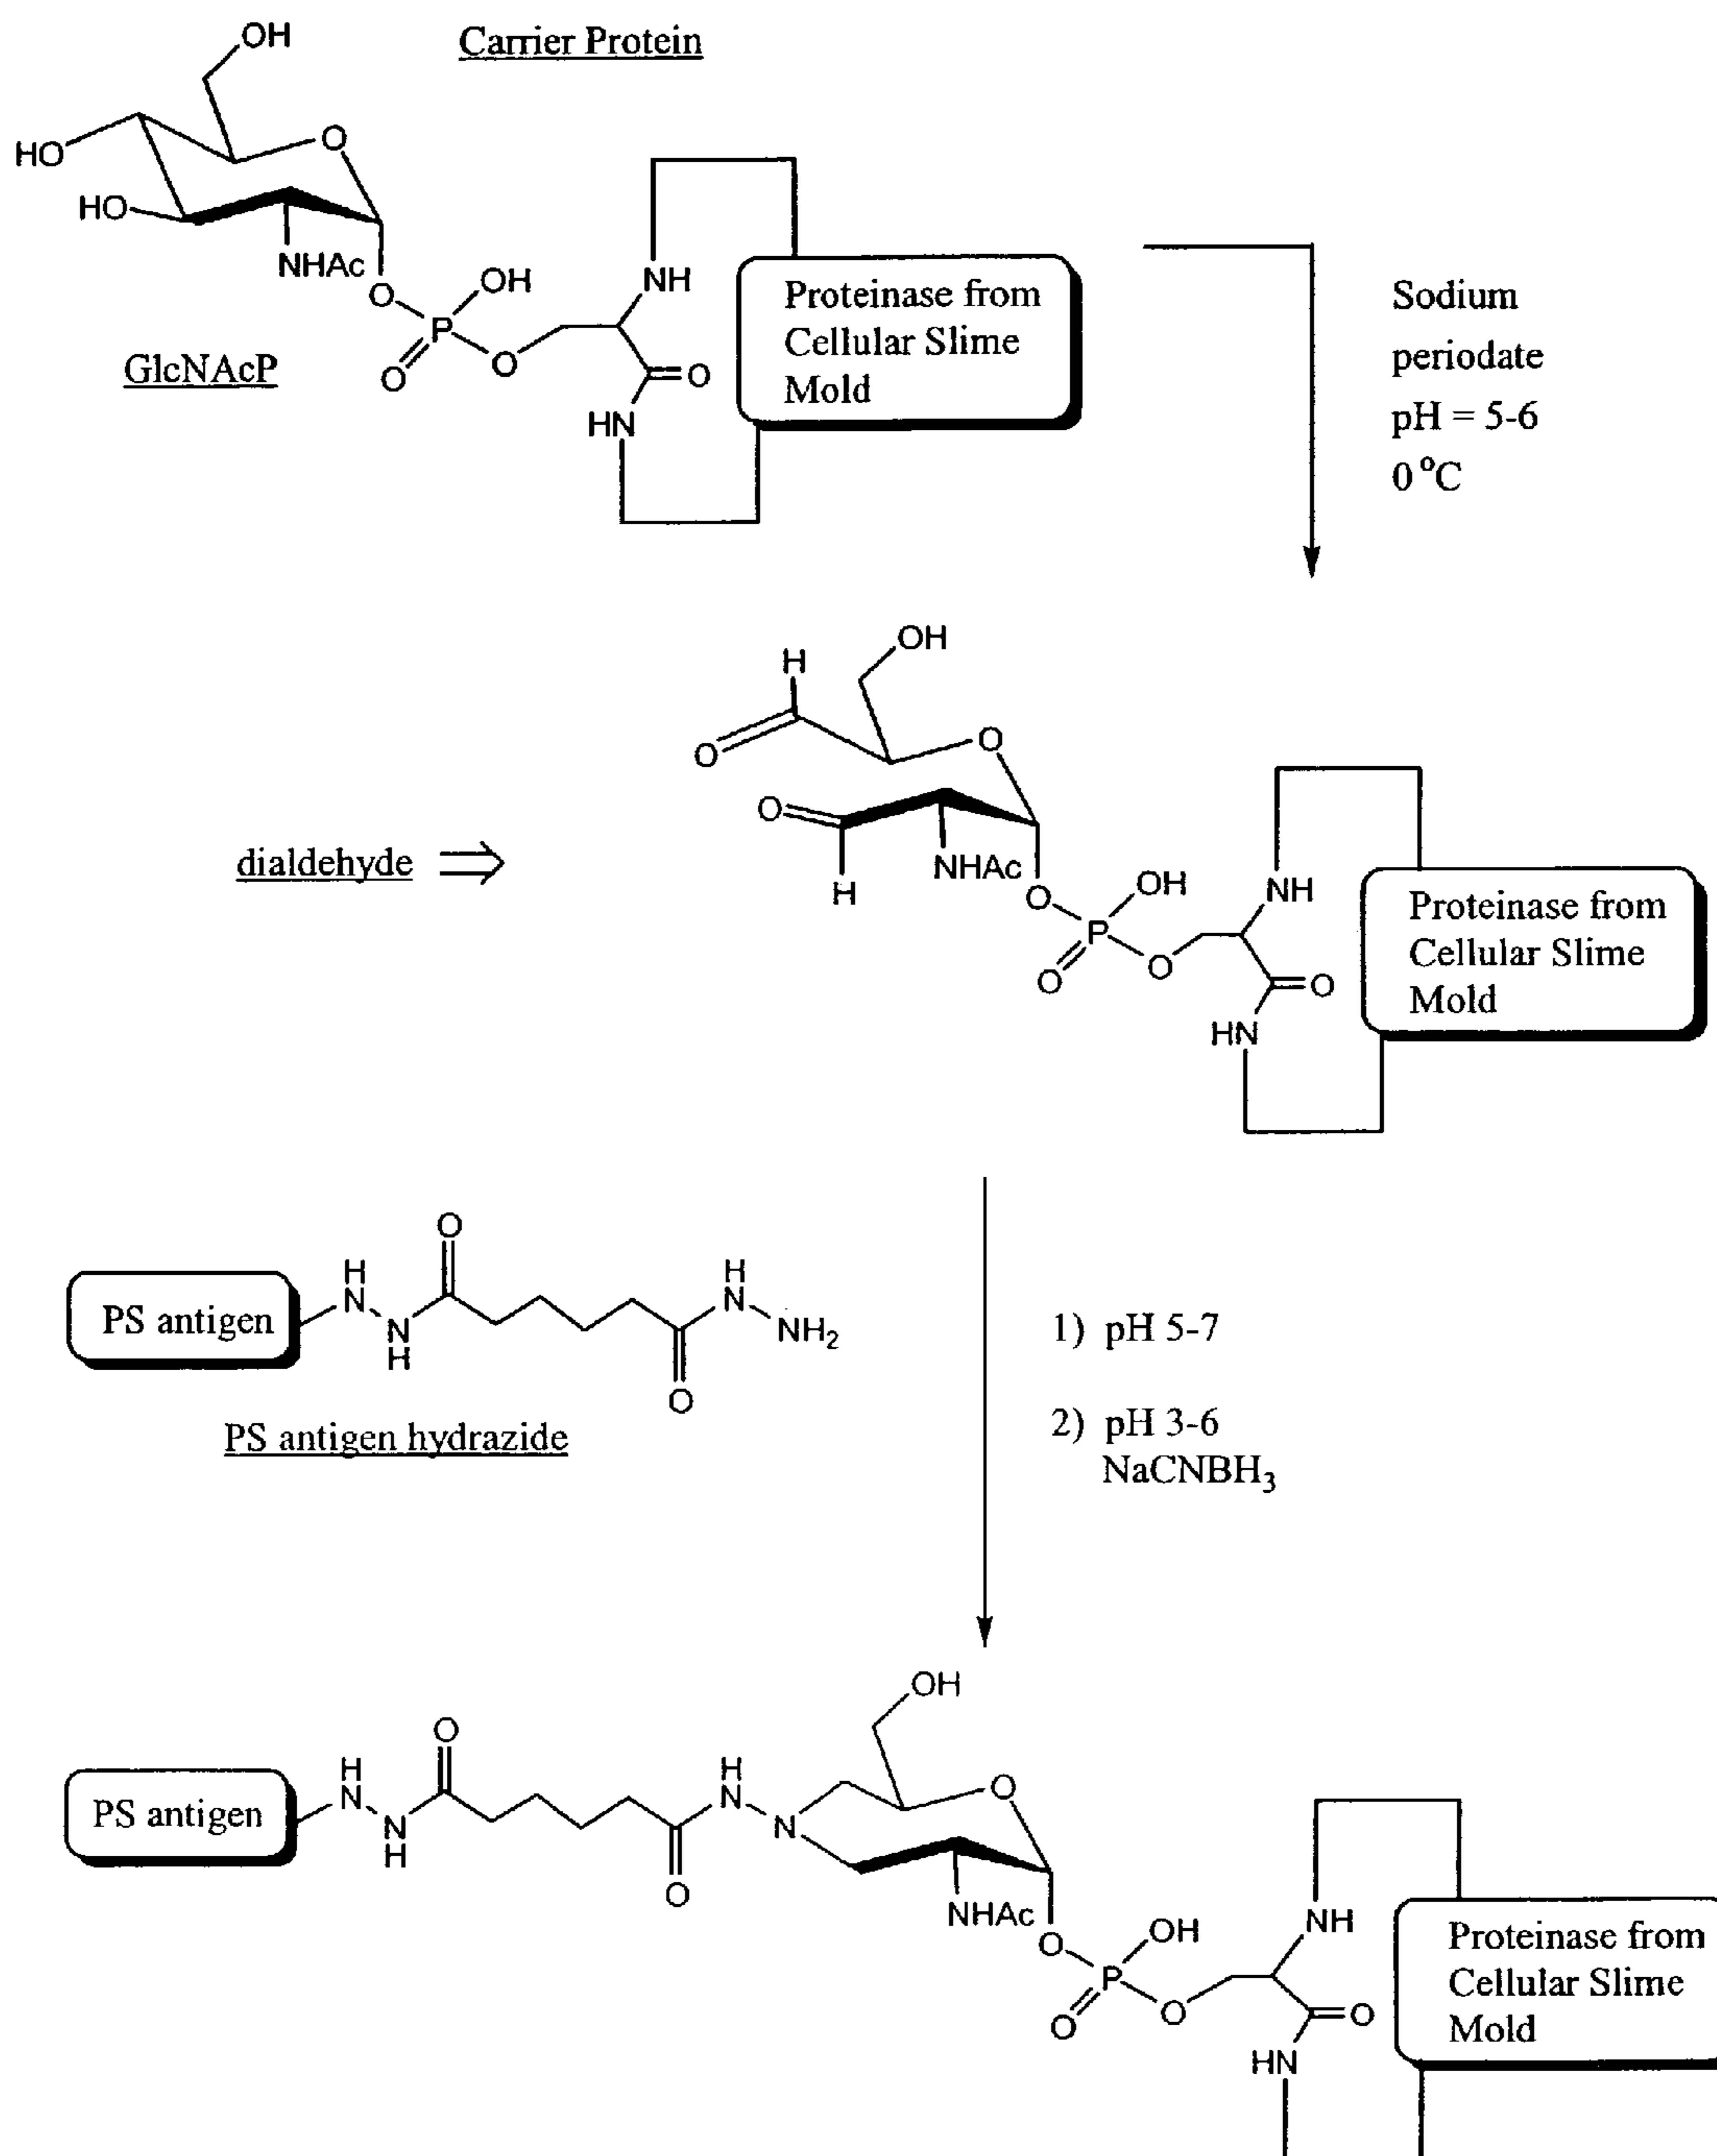 Carrier Protein
OH
HO
O
HO
NHAc
O
OH
P
O
O
GlcNAcP
NH
O
HN
Proteinase from
Cellular Slime
Mold
Sodium
periodate
pH = 5-6
0 °C
OH
H
O
O
O
H
NHAc
O
OH
P
O
O
NH
O
HN
Proteinase from
Cellular Slime
Mold
dialdehyde
PS antigen
H
N
N
H
O
O
H
N
NH₂
PS antigen hydrazide
1) pH 5-7
2) pH 3-6
NaCNBH₃
PS antigen
H
N
N
H
O
O
H
N
N
OH
O
NHAc
O
OH
P
O
O
NH
O
HN
Proteinase from
Cellular Slime
Mold